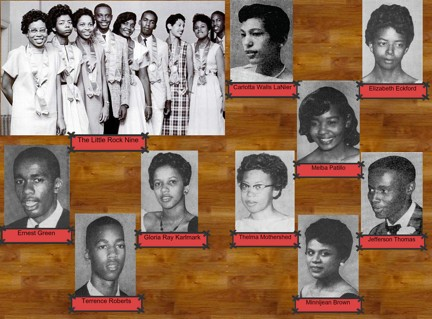 Carlotta Walls LaNier
Elizabeth Eckford
The Little Rock Nine
Melba Patillo
Ernest Green
Gloria Ray Karlmark
Thelma Mothershed
Jefferson Thomas
Terrence Roberts
Minnijean Brown